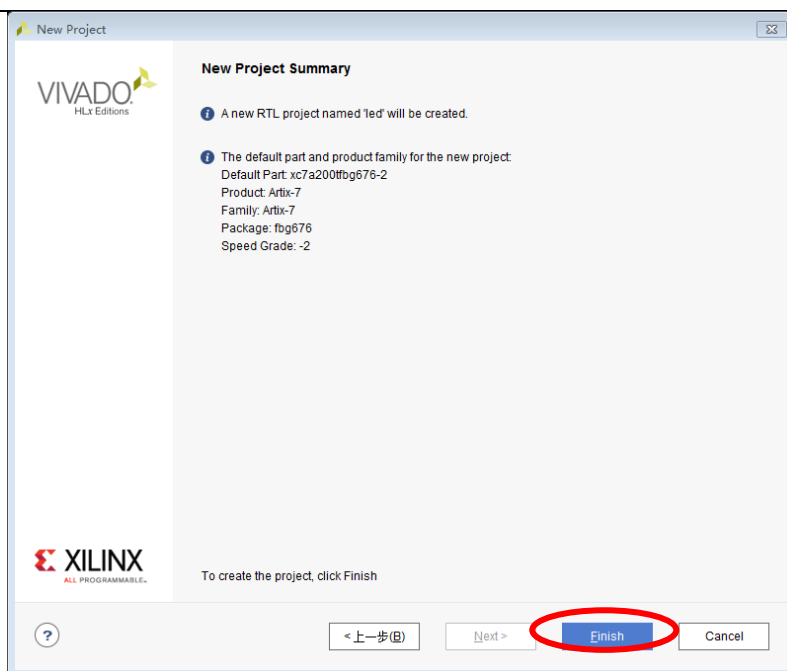 New Project
VIVADO.
HLx Editions
New Project Summary
A new RTL project named 'led' will be created.
The default part and product family for the new project:
Default Part: xc7a200tfbg676-2
Product: Artix-7
Family: Artix-7
Package: fbg676
Speed Grade: -2
XILINX
ALL PROGRAMMABLE.
To create the project, click Finish
? <上一步(B) Next > Finish Cancel